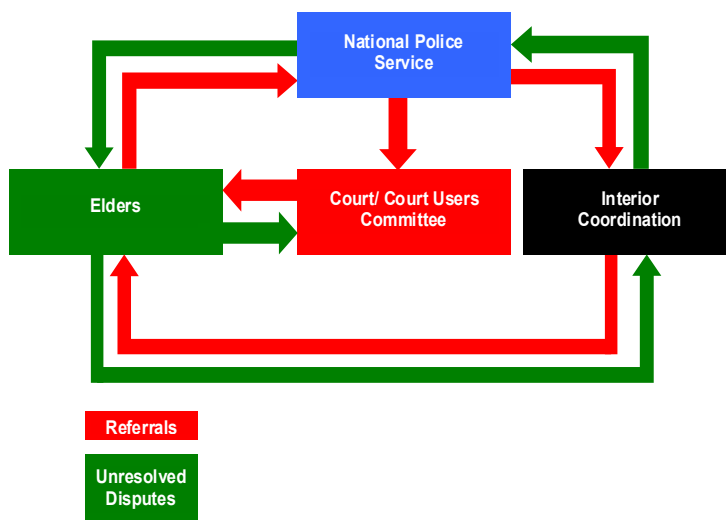 National Police
Service
Elders
Court/ Court Users
Committee
Interior
Coordination
Referrals
Unresolved
Disputes